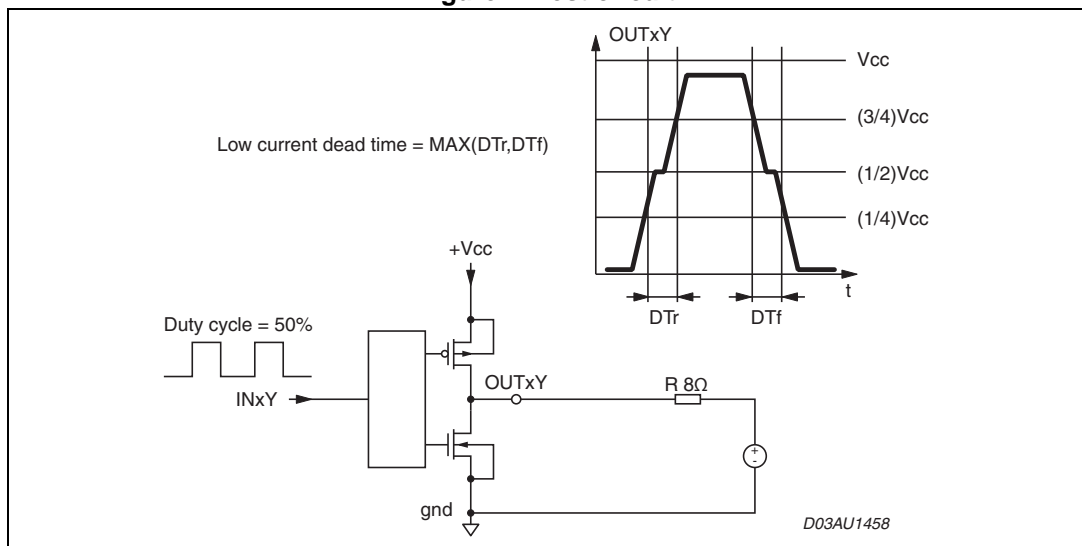 OUTxY
Vcc
(3/4)Vcc
Low current dead time = MAX(DTr,DTf)
(1/2)Vcc
(1/4)Vcc
+Vcc
t
DTr
DTf
Duty cycle = 50%
OUTxY
R 8Ω
INxY
+
-
gnd
D03AU1458